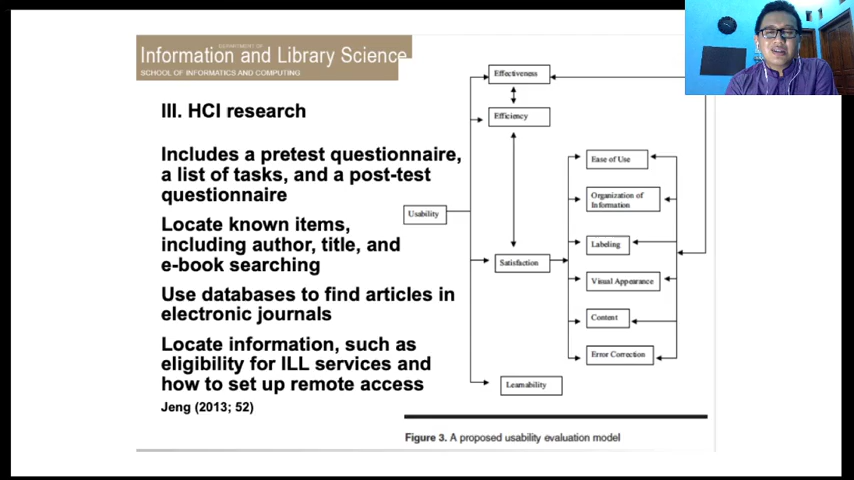 DEPARTMENT OF
Information and Library Science
SCHOOL OF INFORMATICS AND COMPUTING
III. HCI research
Includes a pretest questionnaire,
a list of tasks, and a post-test
questionnaire
Locate known items,
including author, title, and
e-book searching
Use databases to find articles in
electronic journals
Locate information, such as
eligibility for ILL services and
how to set up remote access
Jeng (2013; 52)
Usability
Effectiveness
Efficiency
Satisfaction
Learnability
Ease of Use
Organization of
Information
Labeling
Visual Appearance
Content
Error Correction
Figure 3. A proposed usability evaluation model